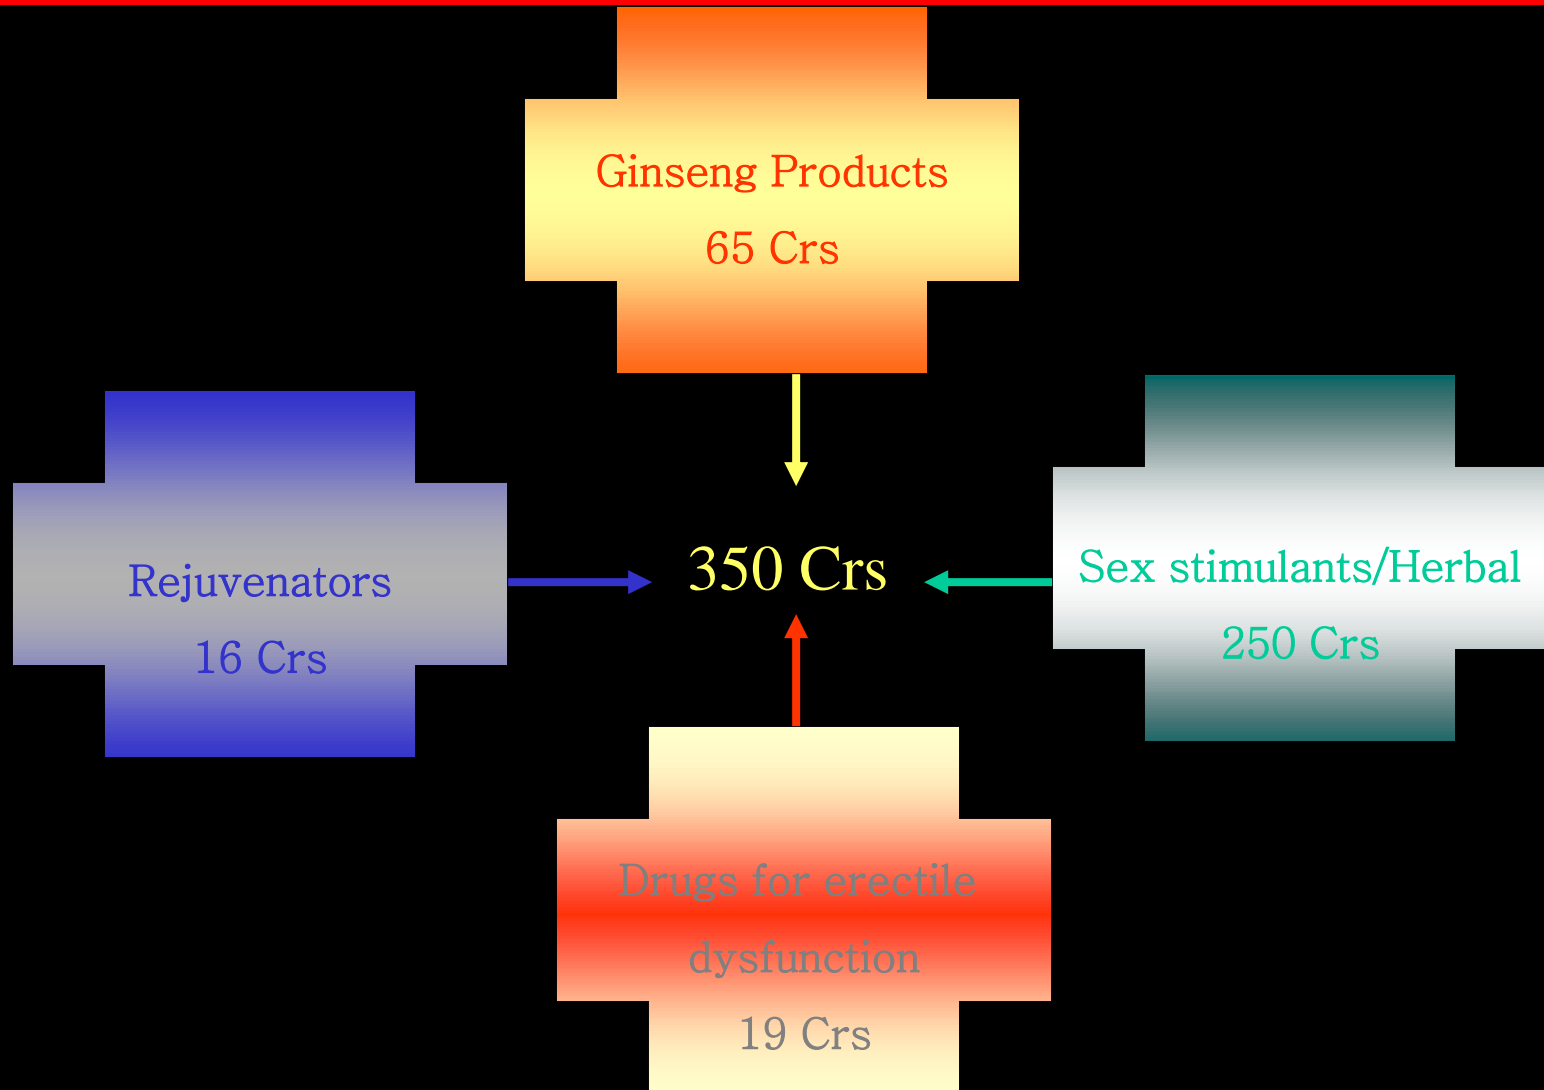 Ginseng Products
65 Crs
Rejuvenators
16 Crs
350 Crs
Sex stimulants/Herbal
250 Crs
Drugs for erectile
dysfunction
19 Crs